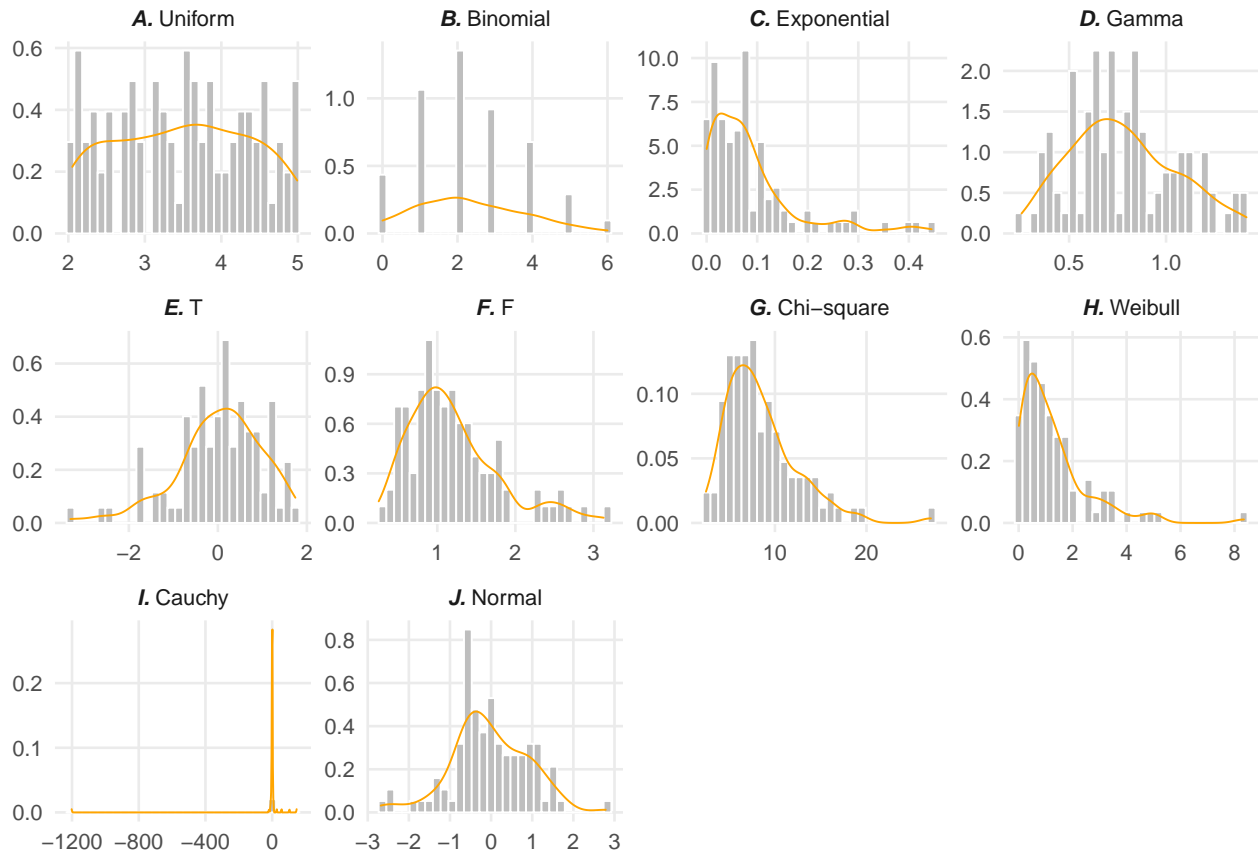 A. Uniform
B. Binomial
C. Exponential
D. Gamma
0.6
0.4
0.2
0.0
2 3 4 5
1.0
0.5
0.0
0 2 4 6
10.0
7.5
5.0
2.5
0.0
0.0 0.1 0.2 0.3 0.4
2.0
1.5
1.0
0.5
0.0
0.5 1.0
E. T
F. F
G. Chi−square
H. Weibull
0.6
0.4
0.2
0.0
−2 0 2
0.9
0.6
0.3
0.0
1 2 3
0.10
0.05
0.00
10 20
0.6
0.4
0.2
0.0
0 2 4 6 8
I. Cauchy
J. Normal
0.2
0.1
0.0
−1200 −800 −400 0
0.8
0.6
0.4
0.2
0.0
−3 −2 −1 0 1 2 3